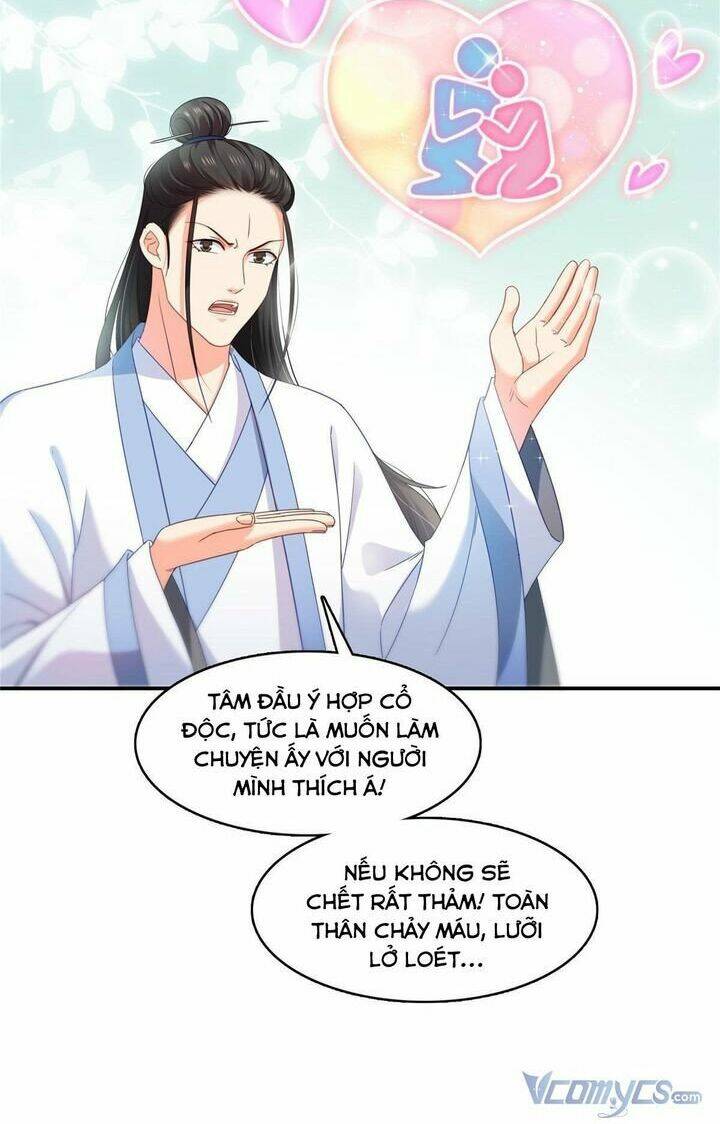 TÂM ĐẦU Ý HỢP CỔ
ĐỘC, TỨC LÀ MUỐN LÀM
CHUYỆN ẤY VỚI NGƯỜI
MÌNH THÍCH Á!
NẾU KHÔNG SẼ
CHẾT RẤT THẢM! TOÀN
THÂN CHẢY MÁU, LƯỠI
LỞ LOÉT...
VCOMYCS.com